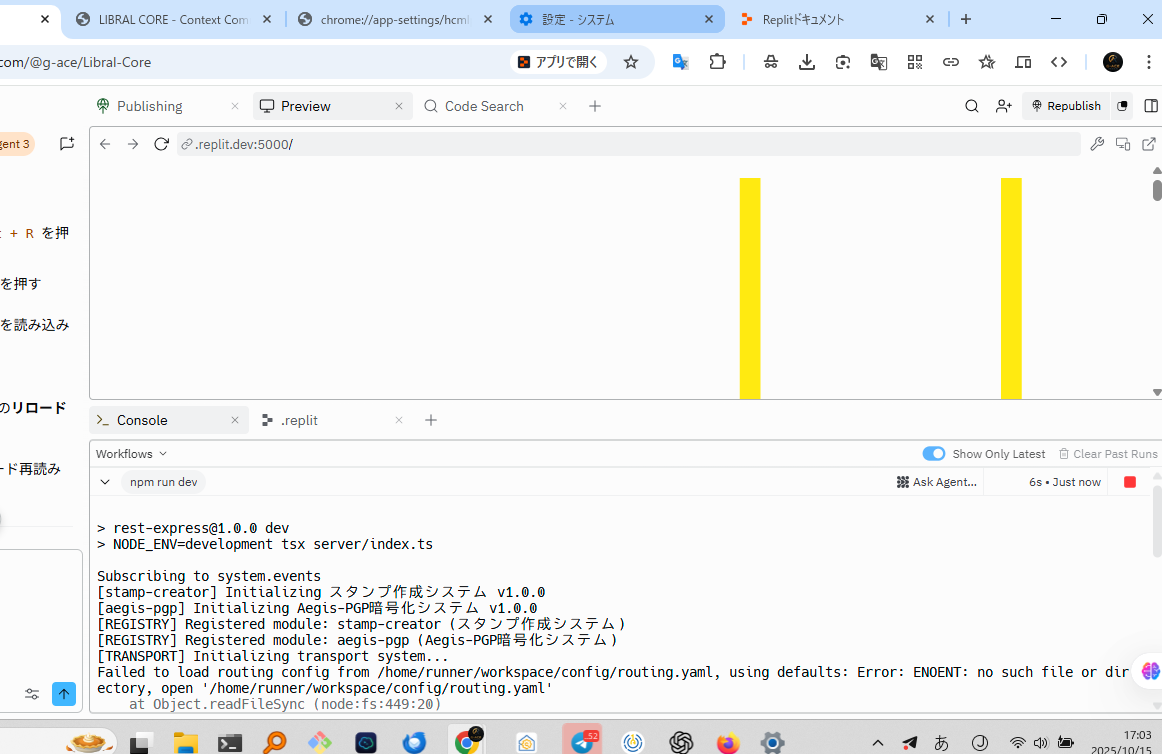 LIBRAL CORE - Context Com
chrome://app-settings/hcml
設定 - システム
Replitドキュメント
com/@g-ace/Libral-Core
アプリで開く
Publishing
Preview
Code Search
Republish
gent 3
.replit.dev:5000/
+ R を押
を押す
を読み込み
のリロード
ード再読み
Console
.replit
Workflows
Show Only Latest
Clear Past Runs
npm run dev
Ask Agent...
6s • Just now
> rest-express@1.0.0 dev
> NODE_ENV=development tsx server/index.ts
Subscribing to system.events
[stamp-creator] Initializing スタンプ作成システム v1.0.0
[aegis-pgp] Initializing Aegis-PGP暗号化システム v1.0.0
[REGISTRY] Registered module: stamp-creator (スタンプ作成システム)
[REGISTRY] Registered module: aegis-pgp (Aegis-PGP暗号化システム)
[TRANSPORT] Initializing transport system...
Failed to load routing config from /home/runner/workspace/config/routing.yaml, using defaults: Error: ENOENT: no such file or dir
ectory, open '/home/runner/workspace/config/routing.yaml'
at Object.readFileSync (node:fs:449:20)
52
あ
17:03
2025/10/15